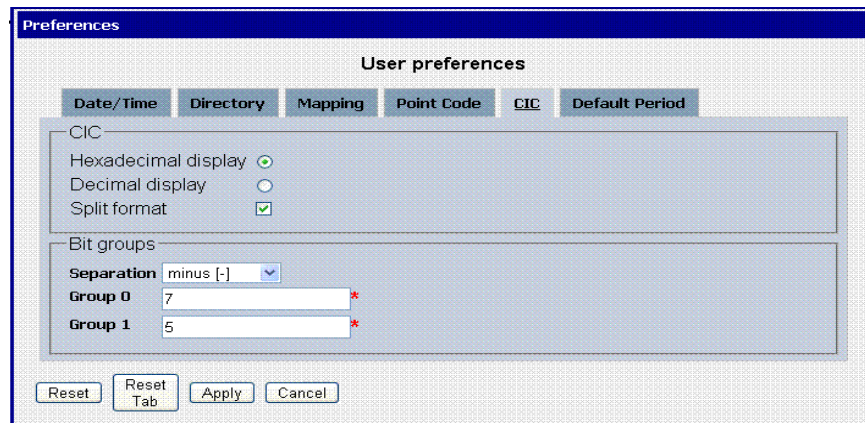 Preferences
User preferences
Date/Time Directory Mapping Point Code CIC Default Period
CIC
Hexadecimal display
Decimal display
Split format
Bit groups
Separation minus [-]
Group 0 7 *
Group 1 5 *
Reset Reset Tab Apply Cancel